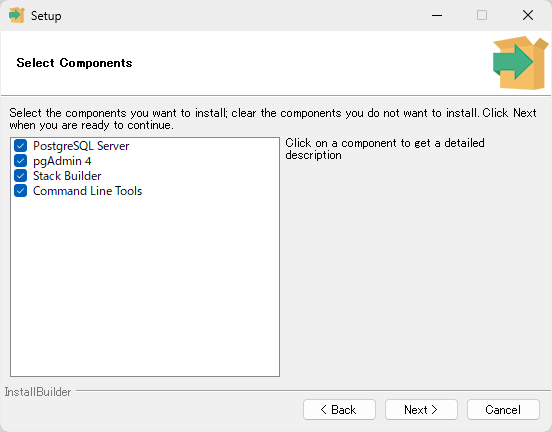 Setup
Select Components
Select the components you want to install; clear the components you do not want to install. Click Next
when you are ready to continue.
PostgreSQL Server
pgAdmin 4
Stack Builder
Command Line Tools
Click on a component to get a detailed
description
InstallBuilder
< Back
Next >
Cancel